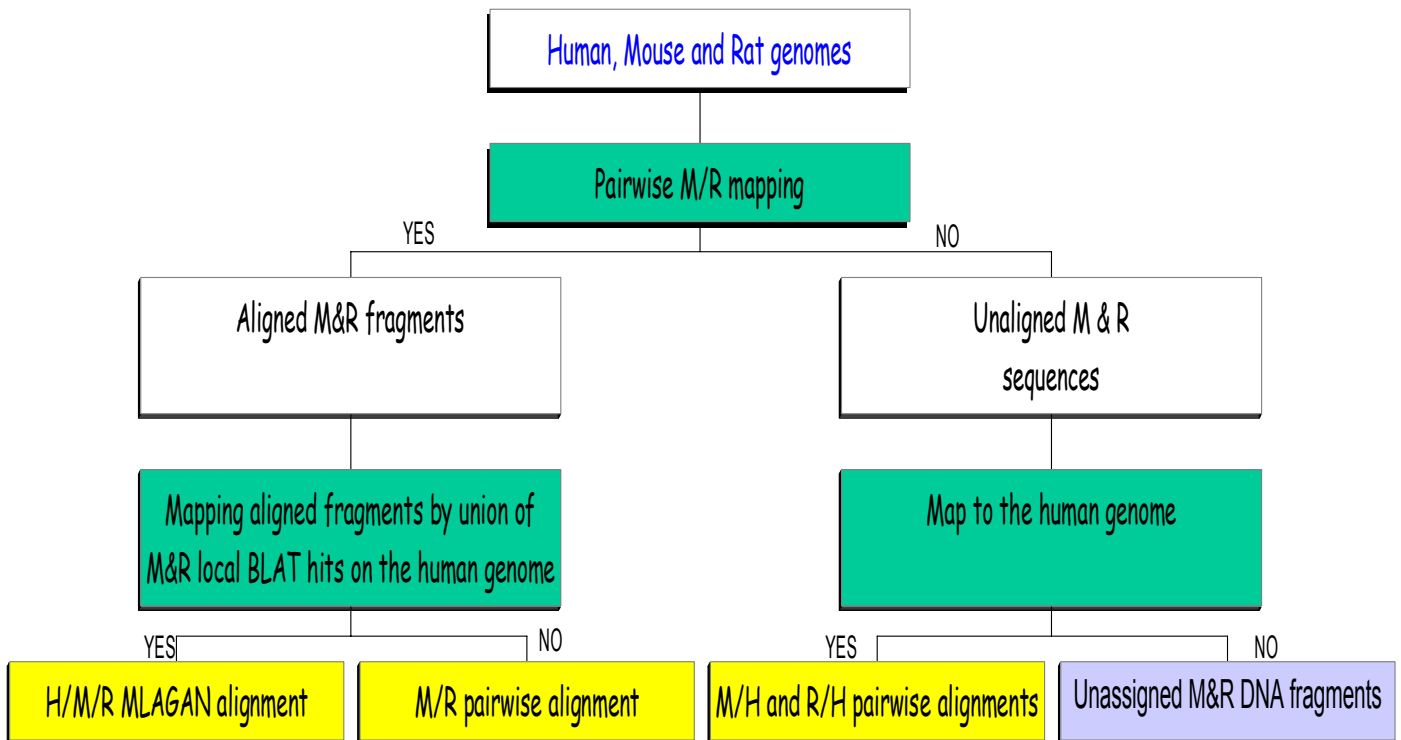 Human, Mouse and Rat genomes
Pairwise M/R mapping
YES
NO
Aligned M&R fragments
Unaligned M & R
sequences
Mapping aligned fragments by union of
M&R local BLAT hits on the human genome
Map to the human genome
YES
NO
YES
NO
H/M/R MLAGAN alignment
M/R pairwise alignment
M/H and R/H pairwise alignments
Unassigned M&R DNA fragments